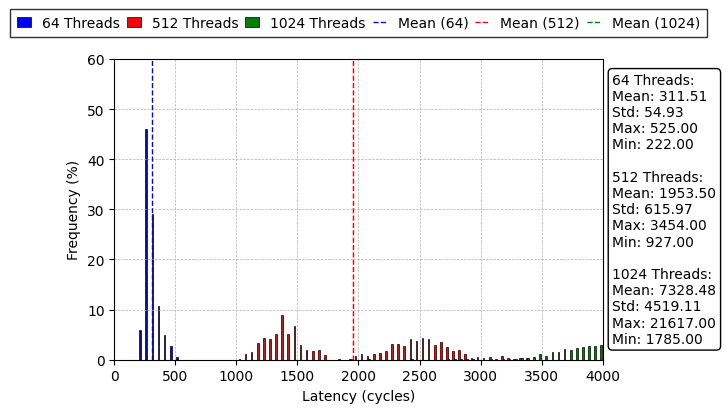 64 Threads 512 Threads 1024 Threads Mean (64) Mean (512) Mean (1024)
60
50
40
30
20
10
0
Frequency (%)
0 500 1000 1500 2000 2500 3000 3500 4000
Latency (cycles)
64 Threads:
Mean: 311.51
Std: 54.93
Max: 525.00
Min: 222.00
512 Threads:
Mean: 1953.50
Std: 615.97
Max: 3454.00
Min: 927.00
1024 Threads:
Mean: 7328.48
Std: 4519.11
Max: 21617.00
Min: 1785.00